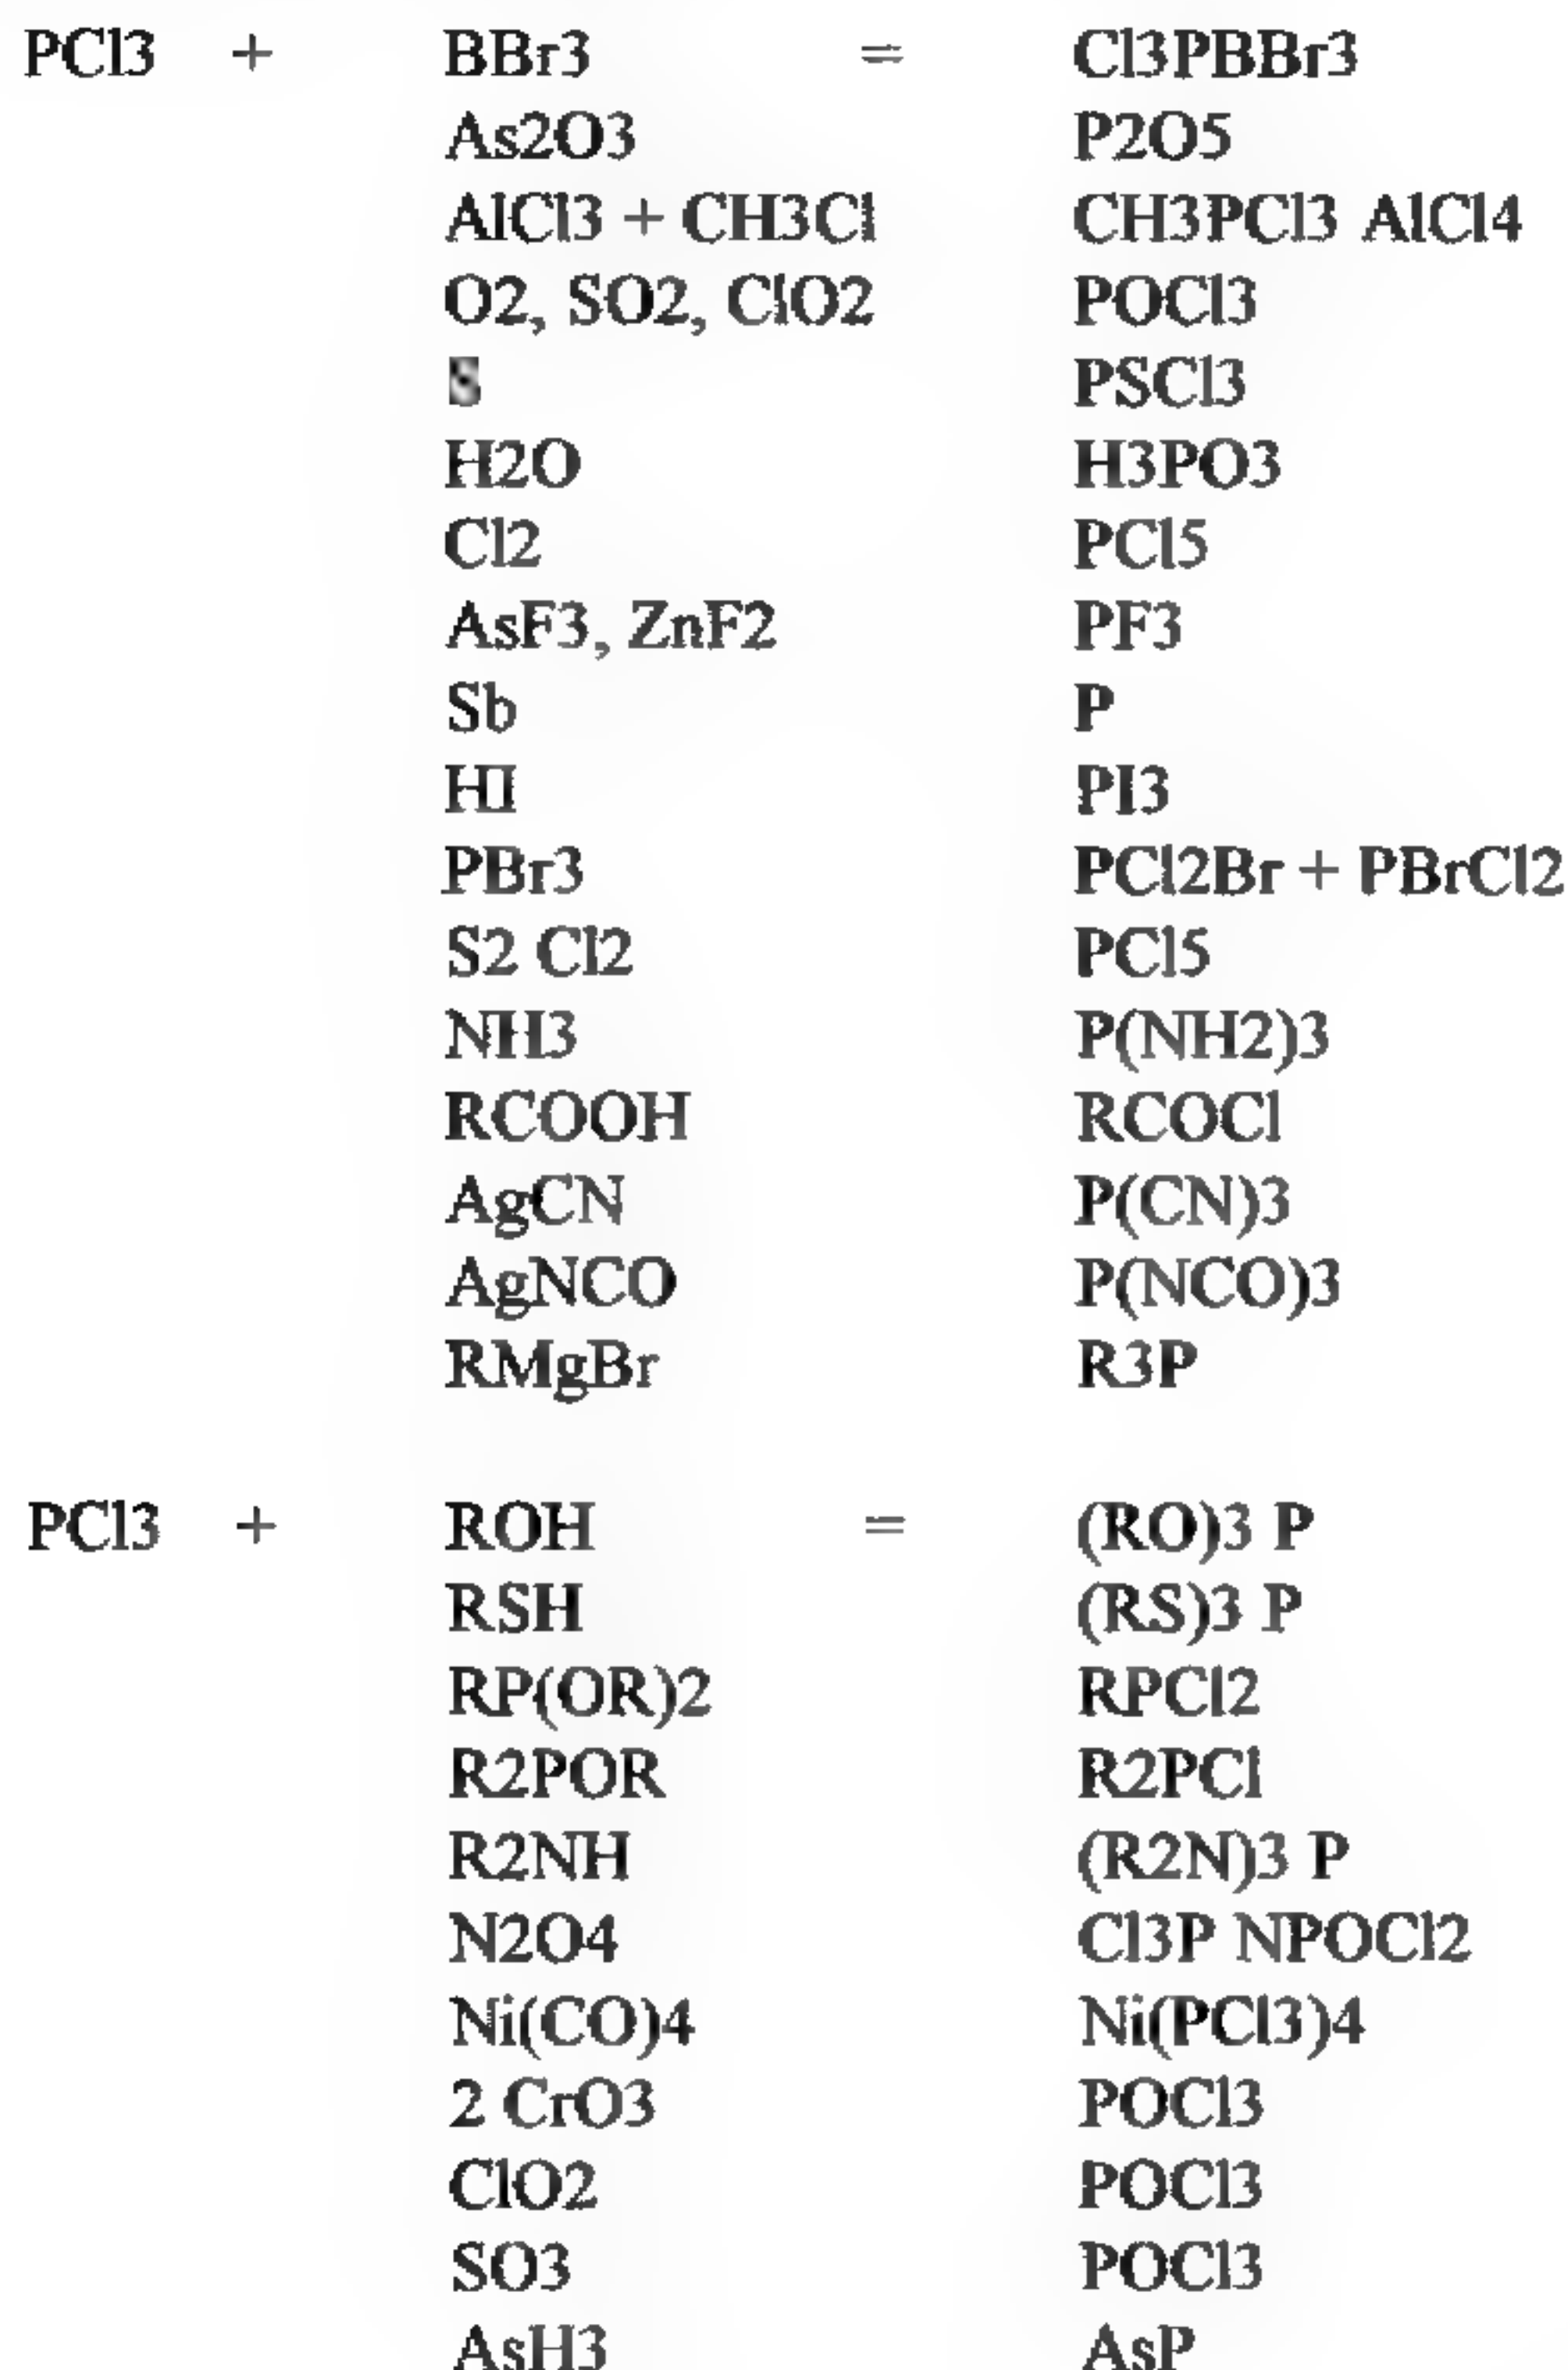 PCl3 + BBr3 = Cl3PBBr3
As2O3 P2O5
AlCl3 + CH3Cl CH3PCl3 AlCl4
O2, SO2, ClO2 POCl3
S PSCl3
H2O H3PO3
Cl2 PCl5
AsF3, ZnF2 PF3
Sb P
HI PI3
PBr3 PCl2Br + PBrCl2
S2 Cl2 PCl5
NH3 P(NH2)3
RCOOH RCOCl
AgCN P(CN)3
AgNCO P(NCO)3
RMgBr R3P
PCl3 + ROH = (RO)3 P
RSH (RS)3 P
RP(OR)2 RPCl2
R2POR R2PCl
R2NH (R2N)3 P
N2O4 Cl3P NPOCl2
Ni(CO)4 Ni(PCl3)4
2 CrO3 POCl3
ClO2 POCl3
SO3 POCl3
AsH3 AsP